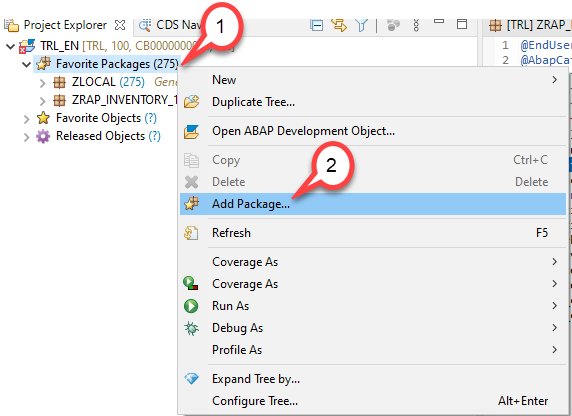 Project Explorer CDS Nav
[TRL] ZRAP_
1
TRL_EN [TRL, 100, CB00000000
1 @EndUser
Favorite Packages (275)
2 @AbapCat
ZLOCAL (275) Gene
ZRAP_INVENTORY_1
Favorite Objects (?)
Released Objects (?)
New
Duplicate Tree...
Open ABAP Development Object...
Copy Ctrl+C
2
Delete Delete
Add Package...
Refresh F5
Coverage As
Coverage As
Run As
Debug As
Profile As
Expand Tree by...
Configure Tree... Alt+Enter